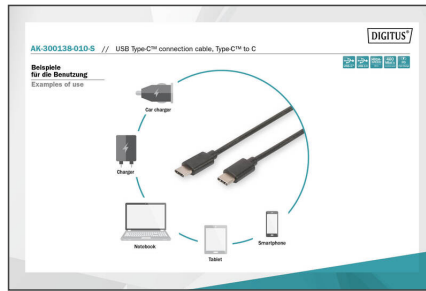 DIGITUS®
AK-300138-010-S // USB Type-C™ connection cable, Type-C™ to C
Beispiele
für die Benutzung
Examples of use
Car charger
Charger
Notebook
Tablet
Smartphone